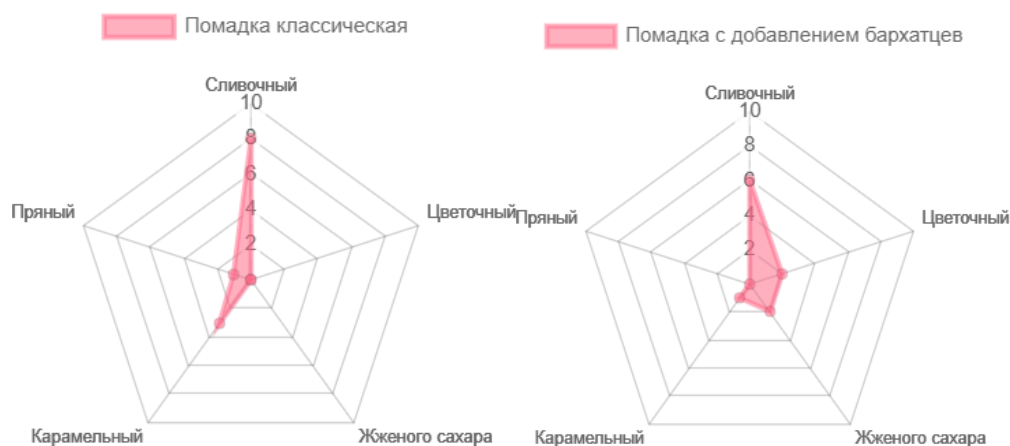 Помадка классическая
Сливочный
10
8
6
4
2
Пряный
Цветочный
Карамельный
Жженого сахара
Помадка с добавлением бархатцев
Сливочный
10
8
6
4
2
Пряный
Цветочный
Карамельный
Жженого сахара